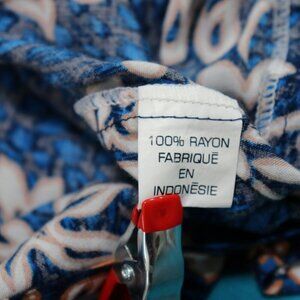 100% RAYON
FABRIQUÉ
EN
INDONÉSIE